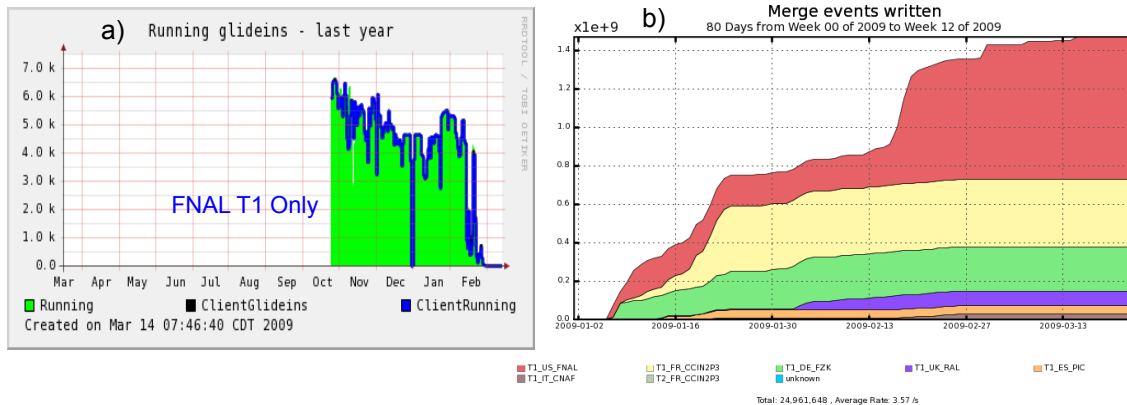 a)
Running glideins - last year
RRDTOOL / TOBI OETIKER
7.0 k
6.0 k
5.0 k
4.0 k
3.0 k
2.0 k
1.0 k
0.0
FNAL T1 Only
Mar Apr May Jun Jul Aug Sep Oct Nov Dec Jan Feb
Running ClientGlideins ClientRunning
Created on Mar 14 07:46:40 CDT 2009
b)
Merge events written
80 Days from Week 00 of 2009 to Week 12 of 2009
x1e+9
1.4
1.2
1.0
0.8
0.6
0.4
0.2
0.0
2009-01-02 2009-01-16 2009-01-30 2009-02-13 2009-02-27 2009-03-13
T1_US_FNAL T1_FR_CCIN2P3 T1_DE_FZK T1_UK_RAL T1_ES_PIC
T1_IT_CNAF T2_FR_CCIN2P3 unknown
Total: 24,961,648 , Average Rate: 3.57 /s